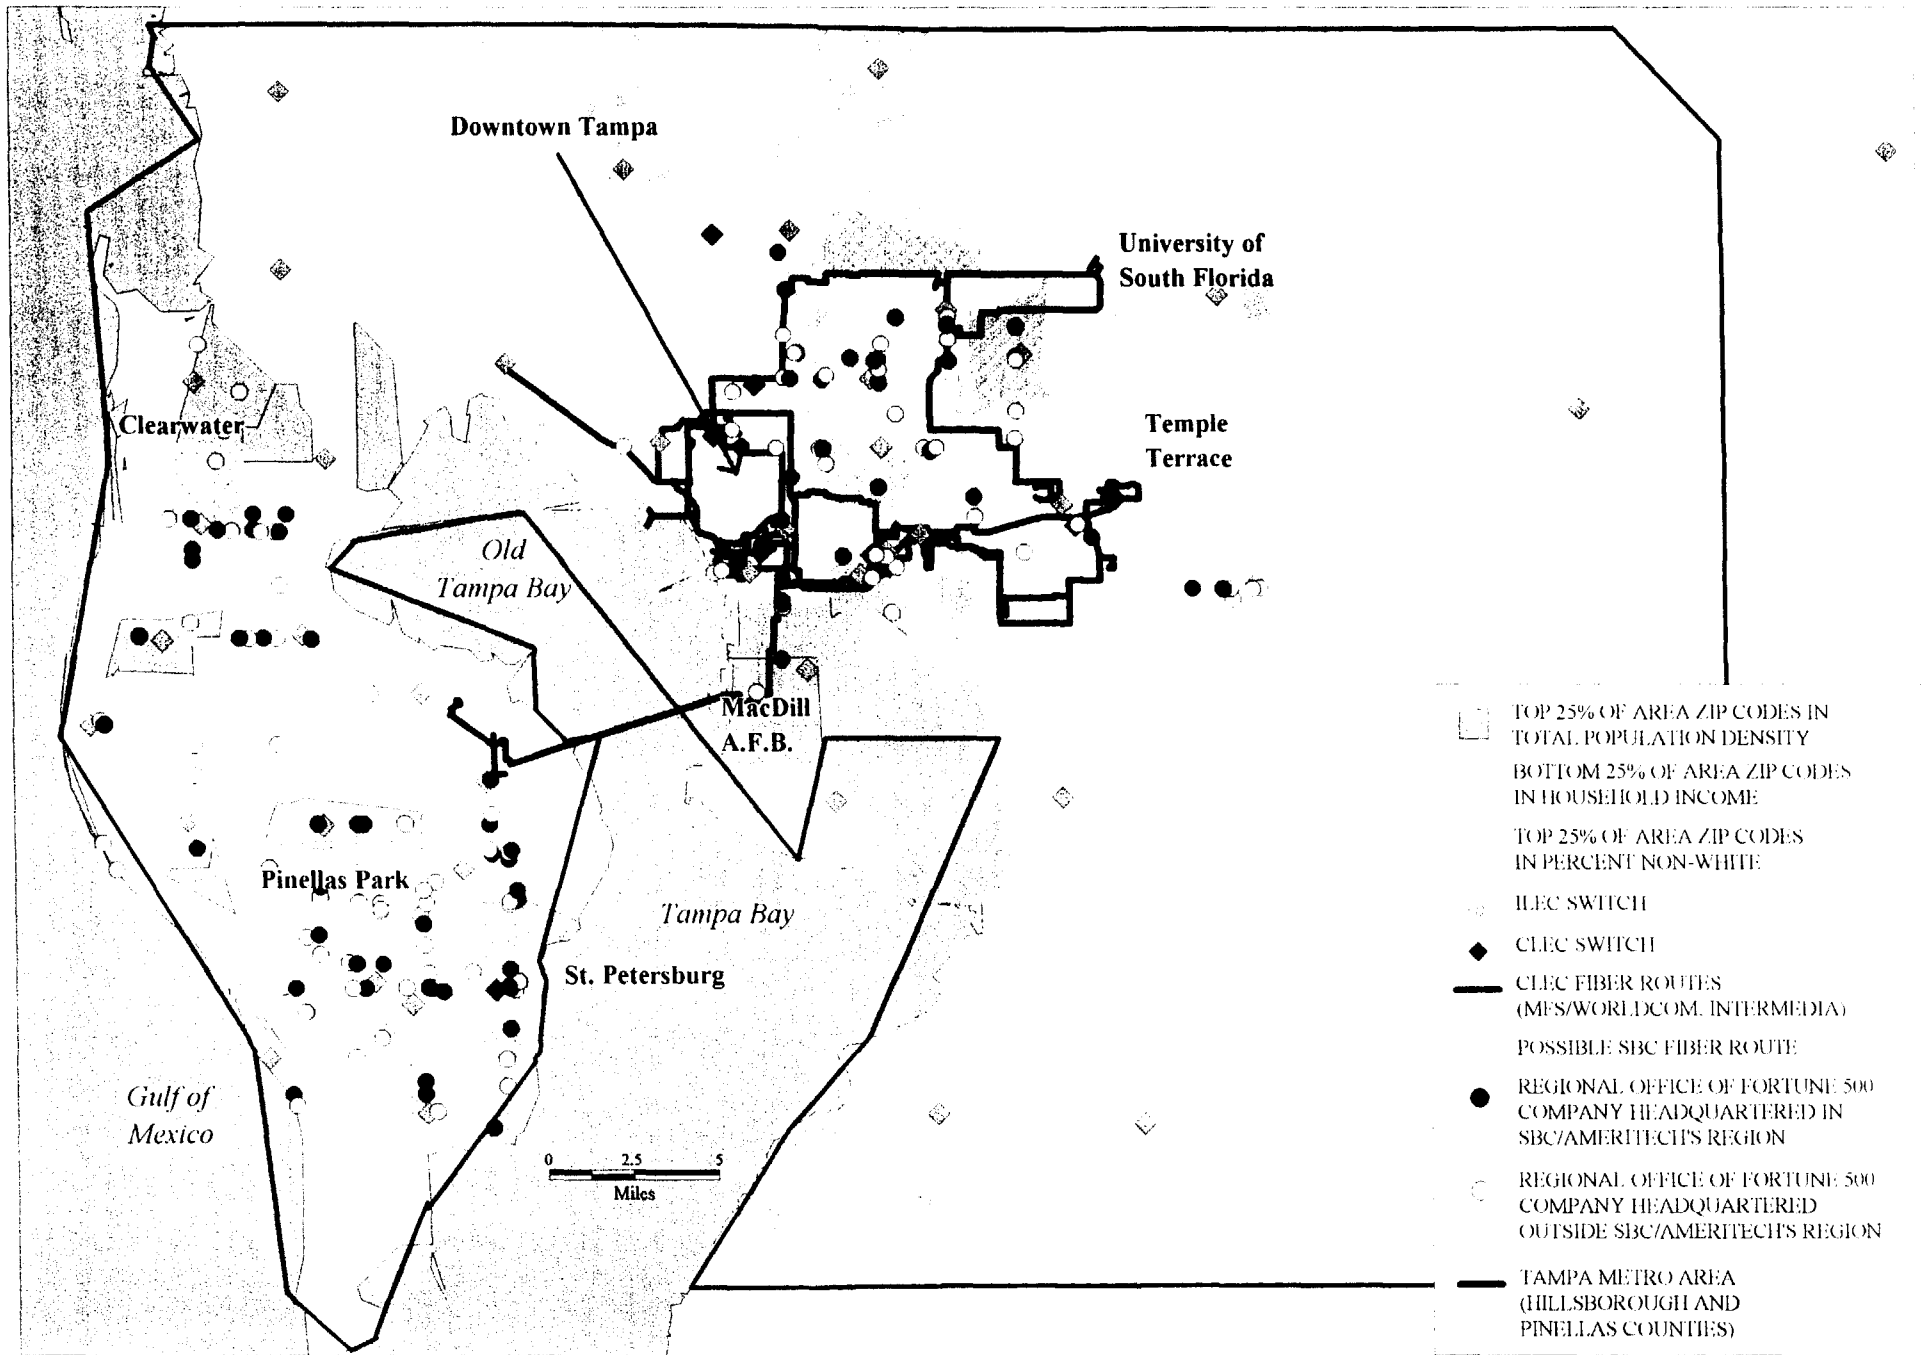 Downtown Tampa
University of
South Florida
Clearwater
Temple
Terrace
Old
Tampa Bay
MacDill
A.F.B.
Pinellas Park
Tampa Bay
St. Petersburg
Gulf of
Mexico
0 2.5 5
Miles
TOP 25% OF AREA ZIP CODES IN
TOTAL POPULATION DENSITY
BOTTOM 25% OF AREA ZIP CODES
IN HOUSEHOLD INCOME
TOP 25% OF AREA ZIP CODES
IN PERCENT NON-WHITE
ILEC SWITCH
CLEC SWITCH
CLEC FIBER ROUTES
(MFS/WORLDCOM, INTERMEDIA)
POSSIBLE SBC FIBER ROUTE
REGIONAL OFFICE OF FORTUNE 500
COMPANY HEADQUARTERED IN
SBC/AMERITECH'S REGION
REGIONAL OFFICE OF FORTUNE 500
COMPANY HEADQUARTERED
OUTSIDE SBC/AMERITECH'S REGION
TAMPA METRO AREA
(HILLSBOROUGH AND
PINELLAS COUNTIES)